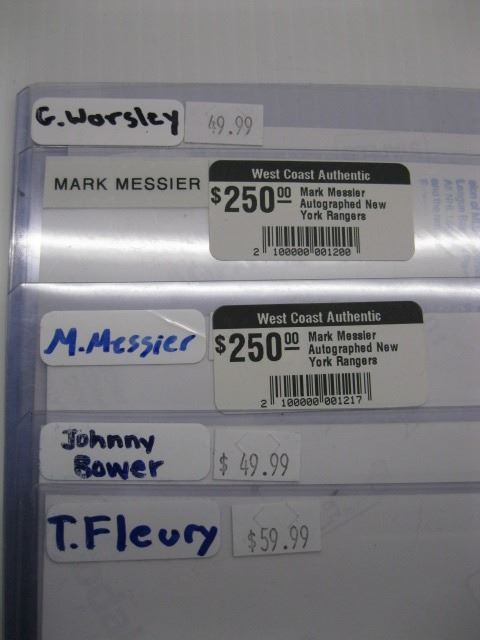 G. Worsley
49.99
MARK MESSIER
West Coast Authentic
$250.00
Mark Messier
Autographed New
York Rangers
2 100000 001200
M. Messier
West Coast Authentic
$250.00
Mark Messier
Autographed New
York Rangers
2 100000 001217
Johnny
Bower
$ 49.99
T. Fleury
$59.99